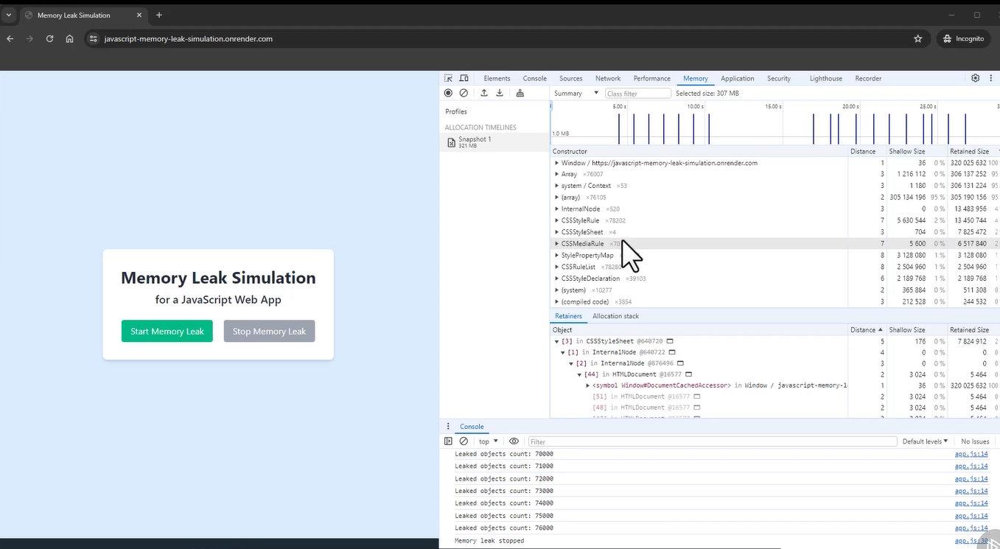 Memory Leak Simulation
javascript-memory-leak-simulation.onrender.com
Incognito
Elements Console Sources Network Performance Memory Application Security Lighthouse Recorder
Summary Class filter Selected size: 307 MB
Profiles
ALLOCATION TIMELINES
Snapshot 1
321 MB
5.00 s 10.00 s 15.00 s 20.00 s 25.00 s
1.0 MB
Constructor Distance Shallow Size Retained Size
Window / https://javascript-memory-leak-simulation.onrender.com 1 36 0 % 320 025 632 100
Array ×76007 3 1 216 112 0 % 306 137 252 95
system / Context ×53 3 1 180 0 % 306 131 224 95
(array) ×76105 2 305 134 196 95 % 305 190 156 95
InternalNode ×520 3 0 0 % 13 483 956 4
CSSStyleRule ×78202 7 5 630 544 2 % 13 450 744 4
CSSStyleSheet ×4 3 704 0 % 7 825 472 2
CSSMediaRule ×70 7 5 600 0 % 6 517 840 2
StylePropertyMap 8 3 128 080 1 % 3 128 080 1
CSSRuleList ×78280 8 2 504 960 1 % 2 504 960 1
CSSStyleDeclaration ×39103 6 2 189 768 1 % 2 189 768 1
(system) ×10277 2 365 884 0 % 511 308 0
(compiled code) ×3854 3 212 528 0 % 244 532 0
Retainers Allocation stack
Object Distance Shallow Size Retained Size
[3] in CSSStyleSheet @640720 5 176 0 % 7 824 912 2
[1] in InternalNode @640722 4 0 0 % 0 0
[2] in InternalNode @876496 3 0 0 % 0 0
[44] in HTMLDocument @16577 2 3 024 0 % 5 464 0
<symbol Window#DocumentCachedAccessor> in Window / javascript-memory-l 1 36 0 % 320 025 632 100
[51] in HTMLDocument @16577 2 3 024 0 % 5 464 0
[48] in HTMLDocument @16577 2 3 024 0 % 5 464 0
Memory Leak Simulation
for a JavaScript Web App
Start Memory Leak Stop Memory Leak
Console
top Filter Default levels No Issues
Leaked objects count: 70000 app.js:14
Leaked objects count: 71000 app.js:14
Leaked objects count: 72000 app.js:14
Leaked objects count: 73000 app.js:14
Leaked objects count: 74000 app.js:14
Leaked objects count: 75000 app.js:14
Leaked objects count: 76000 app.js:14
Memory leak stopped app.js:30